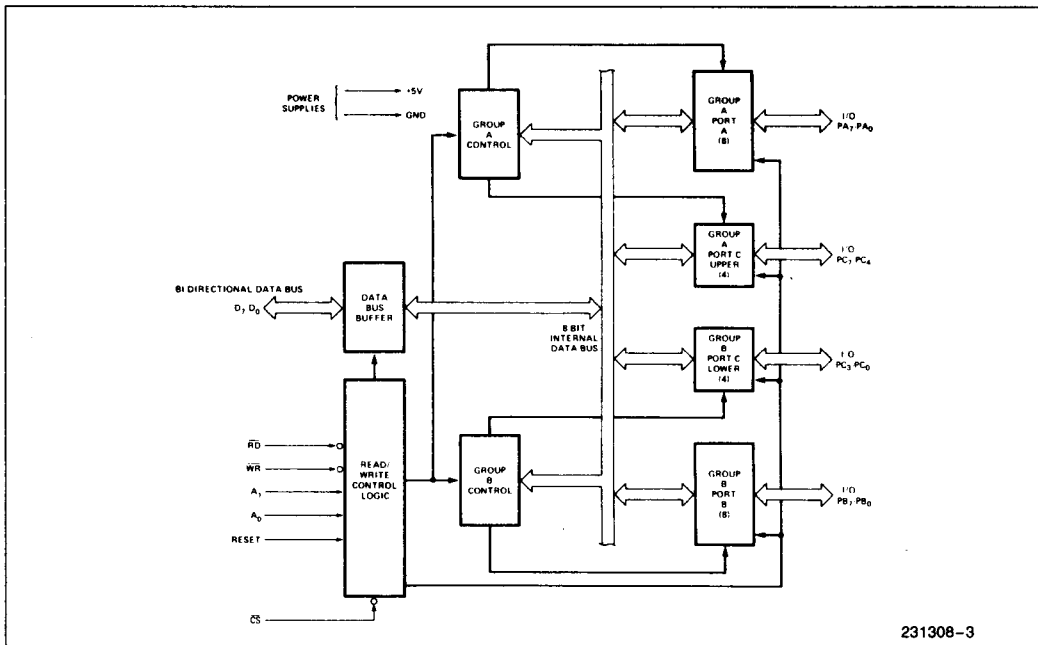 POWER
SUPPLIES
+5V
GND
GROUP
A
CONTROL
GROUP
A
PORT
A
(8)
I/O
PA7-PA0
GROUP
A
PORT C
UPPER
(4)
I/O
PC7-PC4
BI DIRECTIONAL DATA BUS
D7-D0
DATA
BUS
BUFFER
8 BIT
INTERNAL
DATA BUS
GROUP
B
PORT C
LOWER
(4)
I/O
PC3-PC0
RD
WR
A1
A0
RESET
READ/
WRITE
CONTROL
LOGIC
GROUP
B
CONTROL
GROUP
B
PORT
B
(8)
I/O
PB7-PB0
CS
231308-3